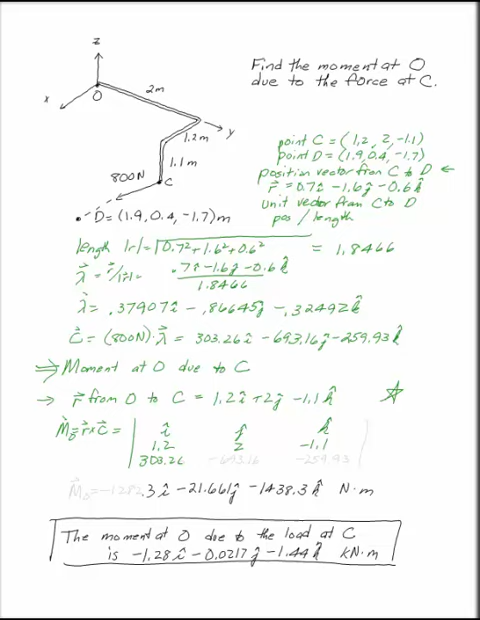 z
Find the moment at O
due to the force at C.
2m
x
O
1.2m
y
1.1m
800N
C
D=(1.9,0.4,-1.7)m
point C = (1.2, 2, -1.1)
point D = (1.9,0.4, -1.7)
position vector from C to D ←
r⃗ = 0.7î -1.6ĵ -0.6k̂
unit vector from C to D
pos / length
length |r| = √0.7²+1.6²+0.6² = 1.8466
λ⃗ = r⃗/|r| = .7î-1.6ĵ-0.6k̂
1.8466
λ⃗ = .37907î - .86645ĵ -.32492k̂
C⃗ = (800N)·λ⃗ = 303.26î -693.16ĵ-259.93k̂
⇒ Moment at O due to C
→ r⃗ from O to C = 1.2î+2ĵ -1.1k̂ ☆
M⃗₀=r⃗×C⃗ = î ĵ k̂
1.2 2 -1.1
303.26 -693.16 -259.93
M⃗₀=-1282.3î -21.661ĵ -1438.3k̂ N·m
The moment at O due to the load at C
is -1.28î -0.0217ĵ -1.44k̂ kN·m